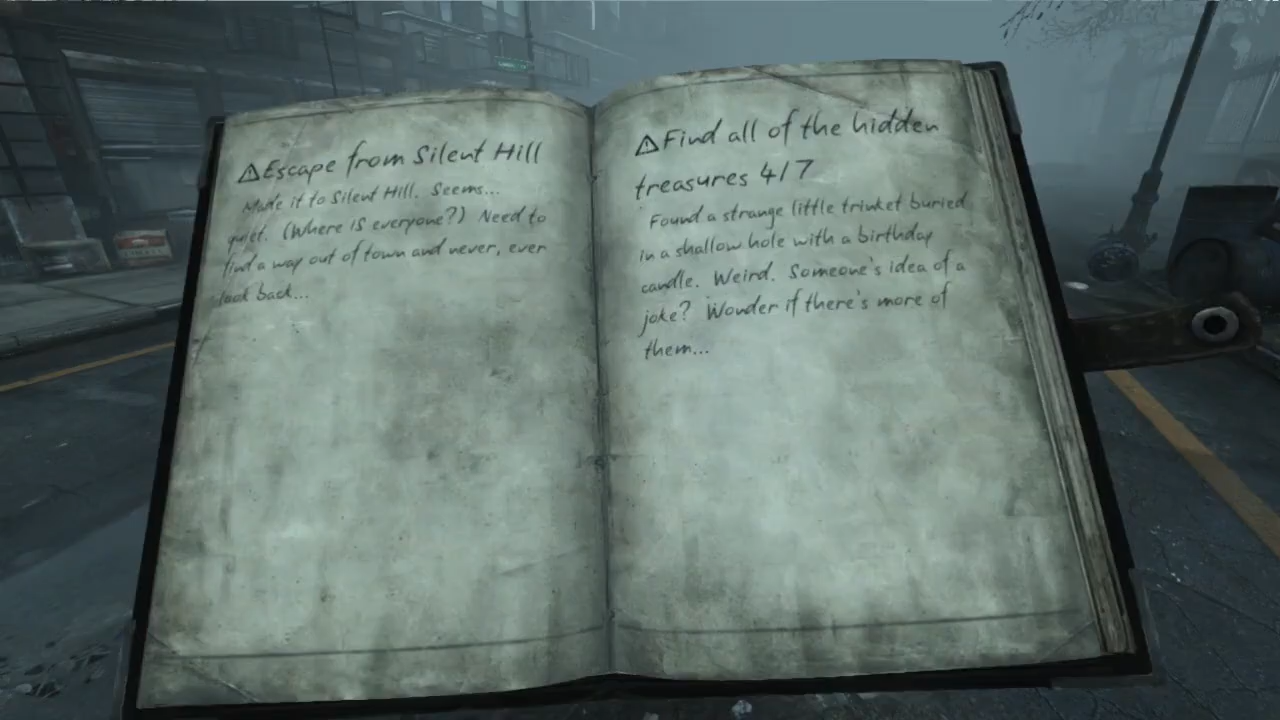 ⚠Escape from Silent Hill
Made it to Silent Hill. Seems...
quiet. (Where is everyone?) Need to
find a way out of town and never, ever
look back...
⚠Find all of the hidden
treasures 4/7
Found a strange little trinket buried
in a shallow hole with a birthday
candle. Weird. Someone's idea of a
joke? Wonder if there's more of
them...